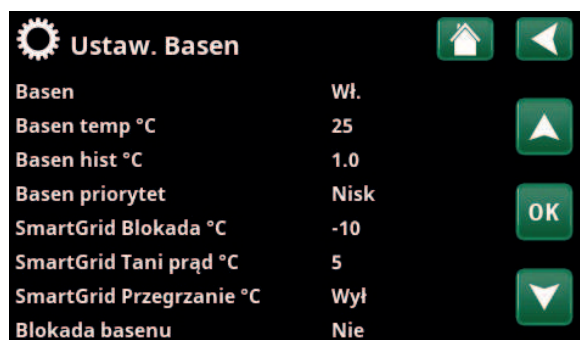 Ustaw. Basen
Basen Wł.
Basen temp °C 25
Basen hist °C 1.0
Basen priorytet Nisk
SmartGrid Blokada °C -10
SmartGrid Tani prąd °C 5
SmartGrid Przegrzanie °C Wył
Blokada basenu Nie
OK